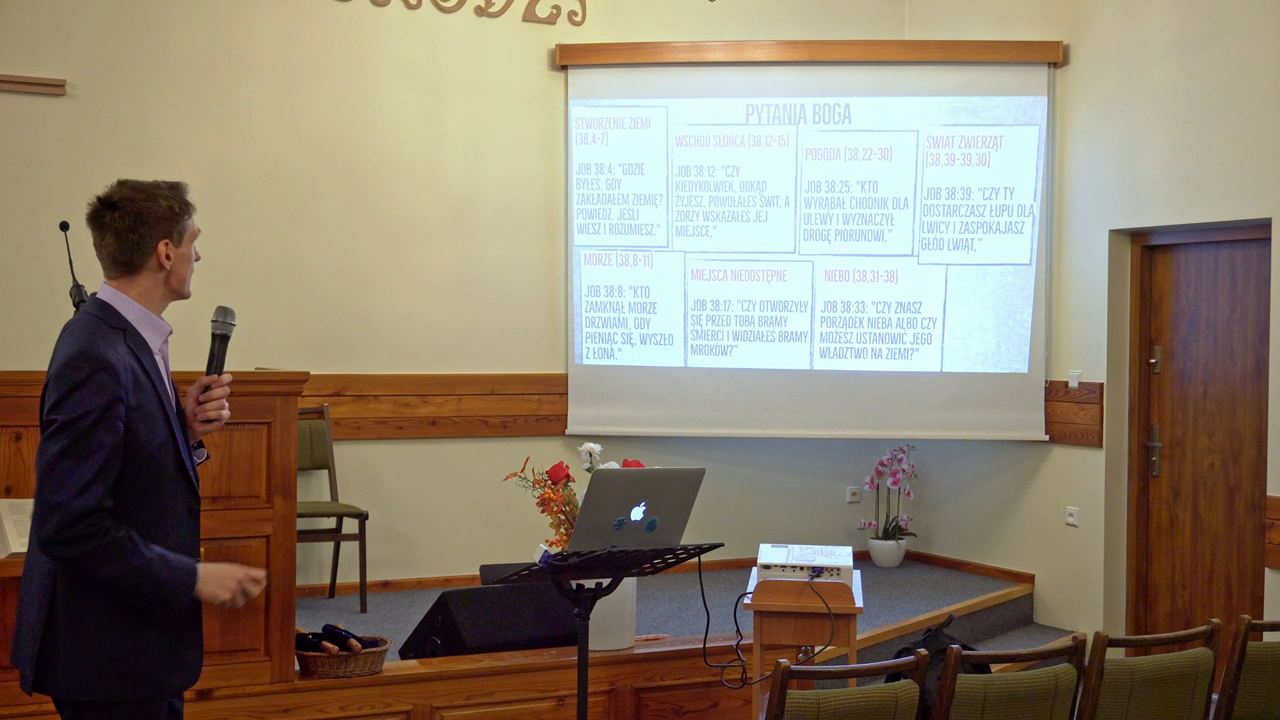 PYTANIA BOGA
STWORZENIE ZIEMI
(38,4-7)
JOB 38:4: "GDZIE
BYŁEŚ, GDY
ZAKŁADAŁEM ZIEMIĘ?
POWIEDZ, JEŚLI
WIESZ I ROZUMIESZ."
WSCHÓD SŁOŃCA (38,12-15)
JOB 38:12: "CZY
KIEDYKOLWIEK, ODKĄD
ŻYJESZ, POWOŁAŁEŚ ŚWIT, A
ZORZY WSKAZAŁEŚ JEJ
MIEJSCE,"
POGODA (38,22-30)
JOB 38:25: "KTO
WYRĄBAŁ CHODNIK DLA
ULEWY I WYZNACZYŁ
DROGĘ PIORUNOWI,"
ŚWIAT ZWIERZĄT
(38,39-39,30)
JOB 38:39: "CZY TY
DOSTARCZASZ ŁUPU DLA
LWICY I ZASPOKAJASZ
GŁÓD LWIĄT,"
MORZE (38,8-11)
JOB 38:8: "KTO
ZAMKNĄŁ MORZE
DRZWIAMI, GDY
PIENIĄC SIĘ, WYSZŁO
Z ŁONA,"
MIEJSCA NIEDOSTĘPNE
JOB 38:17: "CZY OTWORZYŁY
SIĘ PRZED TOBĄ BRAMY
ŚMIERCI I WIDZIAŁEŚ BRAMY
MROKÓW?"
NIEBO (38,31-38)
JOB 38:33: "CZY ZNASZ
PORZĄDEK NIEBA ALBO CZY
MOŻESZ USTANOWIĆ JEGO
WŁADZTWO NA ZIEMI?"